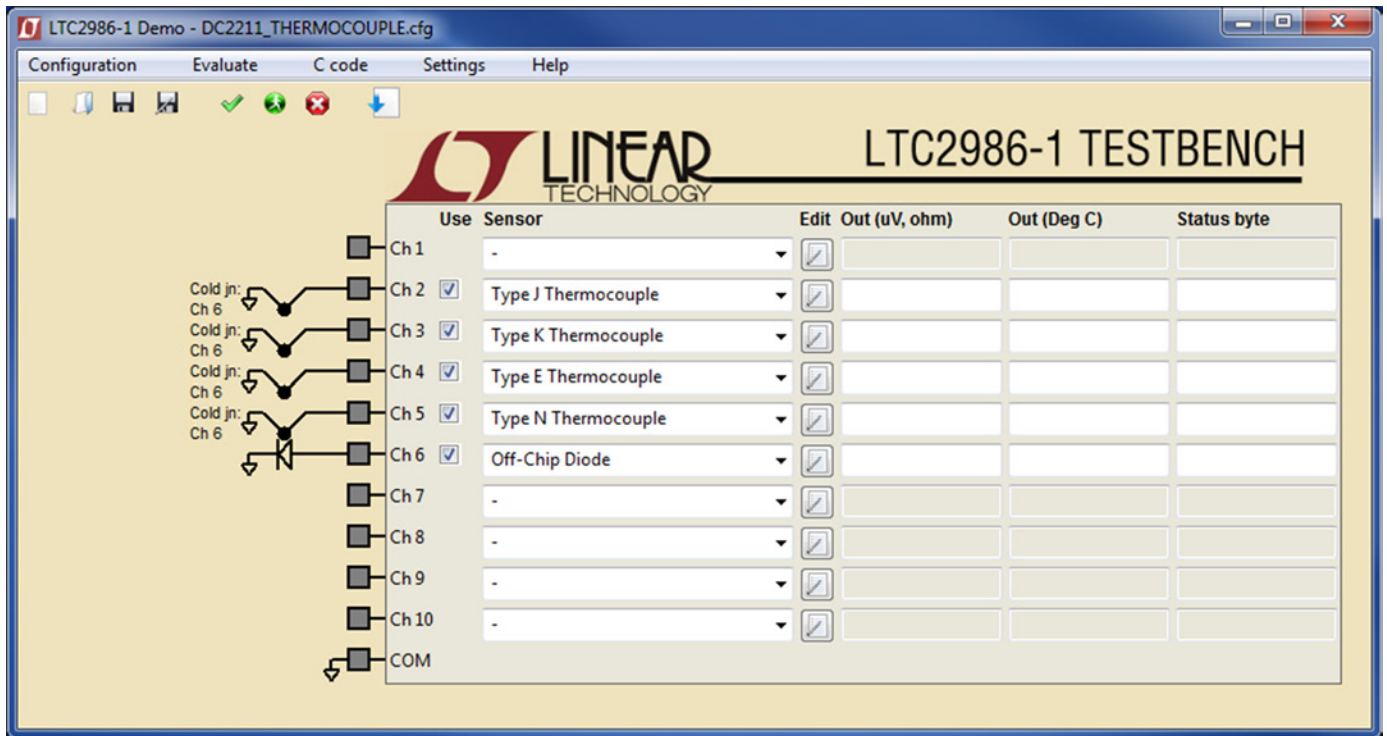 LTC2986-1 Demo - DC2211_THERMOCOUPLE.cfg
Configuration Evaluate C code Settings Help
LINEAR
TECHNOLOGY
LTC2986-1 TESTBENCH
Use Sensor Edit Out (uV, ohm) Out (Deg C) Status byte
Ch 1 -
Cold jn: Ch 6 Ch 2 Type J Thermocouple
Cold jn: Ch 6 Ch 3 Type K Thermocouple
Cold jn: Ch 6 Ch 4 Type E Thermocouple
Cold jn: Ch 6 Ch 5 Type N Thermocouple
Ch 6 Off-Chip Diode
Ch 7 -
Ch 8 -
Ch 9 -
Ch 10 -
COM